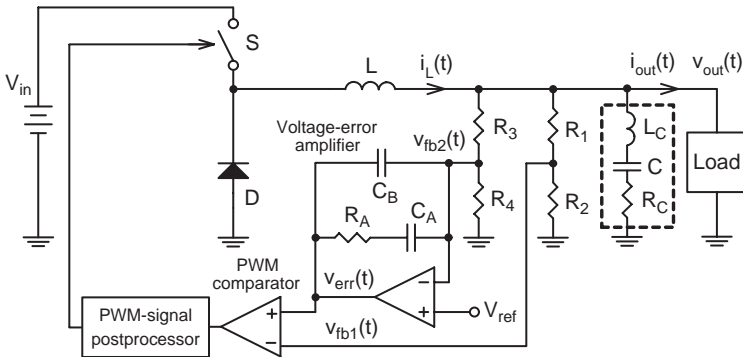 S
L
i_L(t)
i_out(t)
v_out(t)
V_in
R_3
R_1
L_C
Voltage-error
amplifier
v_fb2(t)
C
Load
D
C_B
R_4
R_2
R_C
R_A
C_A
PWM
comparator
v_err(t)
−
+
V_ref
PWM-signal
postprocessor
+
−
v_fb1(t)